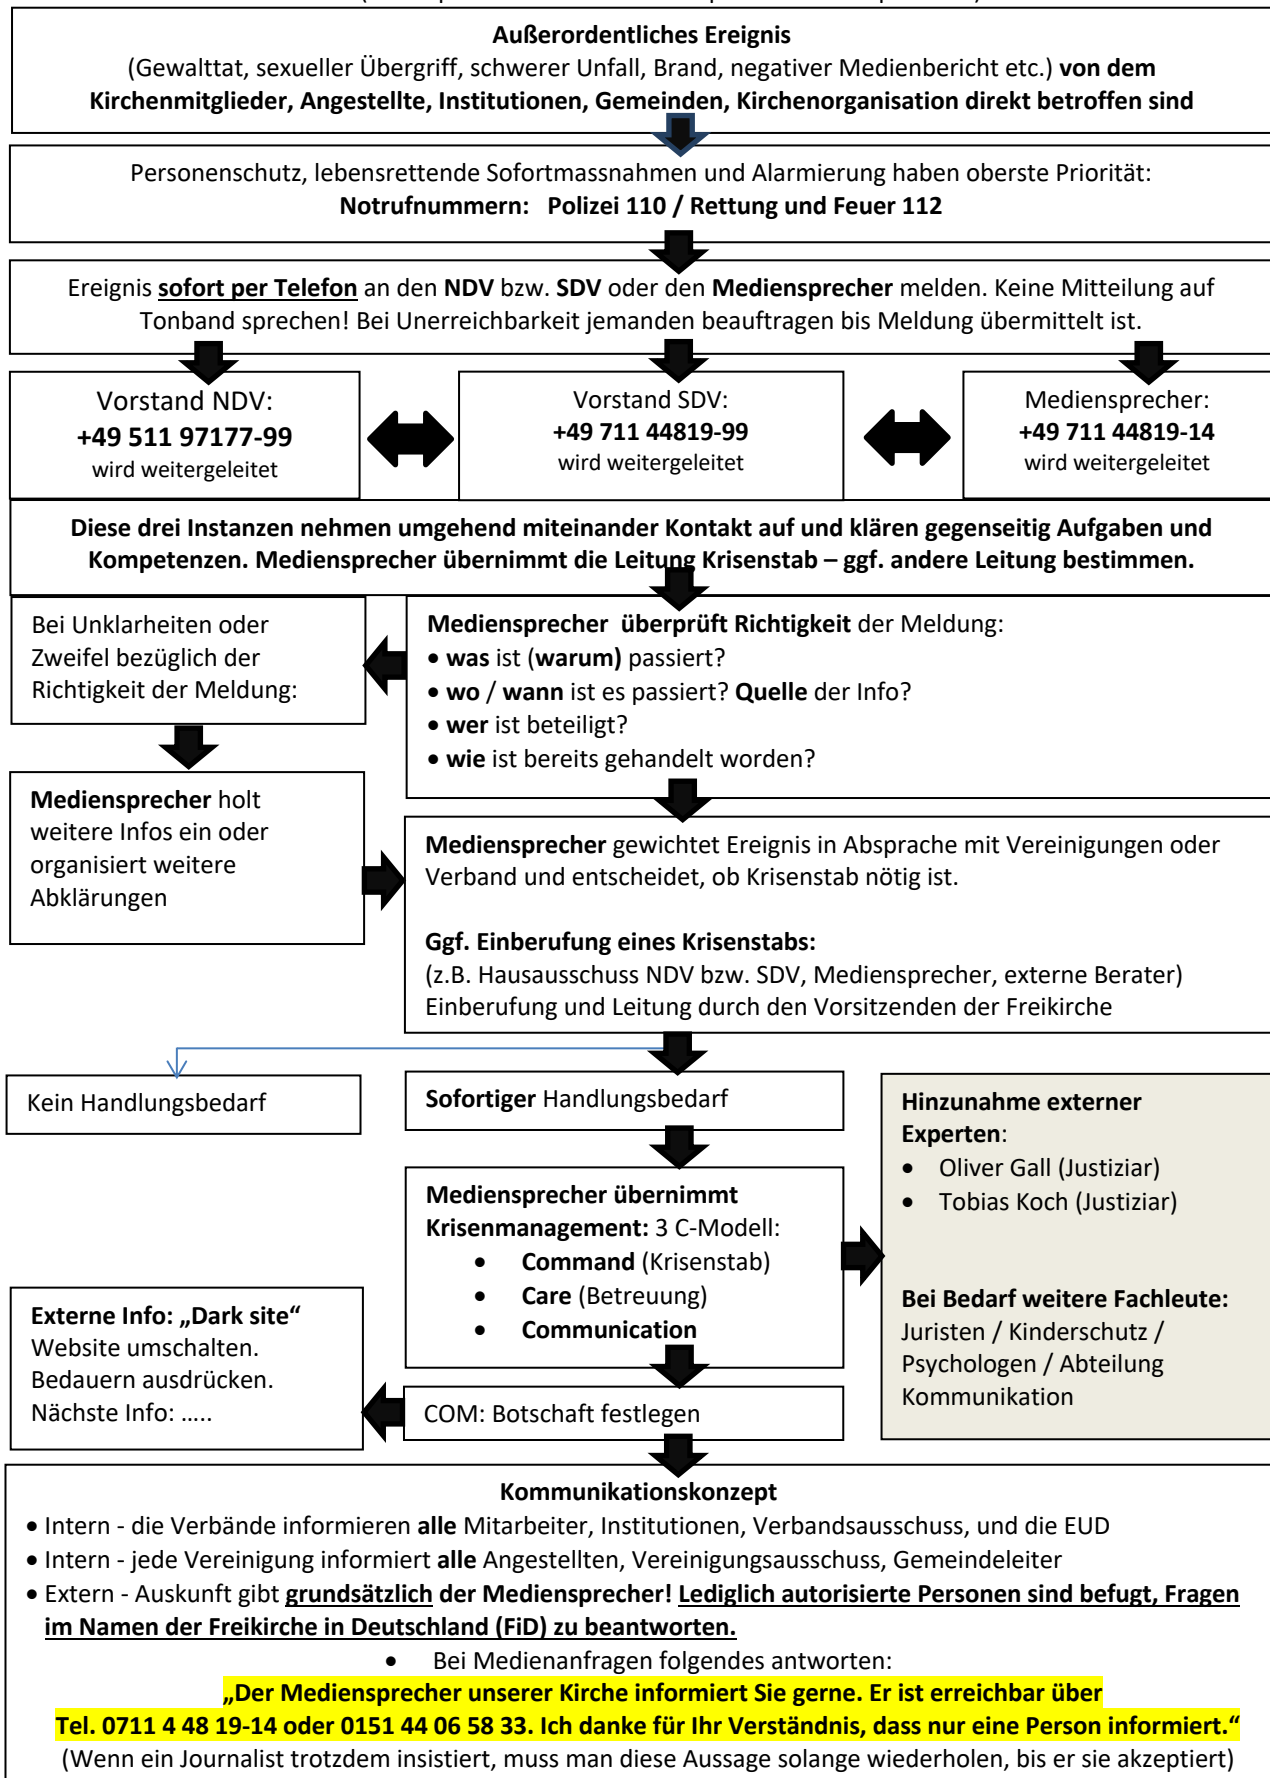 Außerordentliches Ereignis
(Gewalttat, sexueller Übergriff, schwerer Unfall, Brand, negativer Medienbericht etc.) von dem
Kirchenmitglieder, Angestellte, Institutionen, Gemeinden, Kirchenorganisation direkt betroffen sind
Personenschutz, lebensrettende Sofortmassnahmen und Alarmierung haben oberste Priorität:
Notrufnummern: Polizei 110 / Rettung und Feuer 112
Ereignis sofort per Telefon an den NDV bzw. SDV oder den Mediensprecher melden. Keine Mitteilung auf
Tonband sprechen! Bei Unerreichbarkeit jemanden beauftragen bis Meldung übermittelt ist.
Vorstand NDV:
+49 511 97177-99
wird weitergeleitet
Vorstand SDV:
+49 711 44819-99
wird weitergeleitet
Mediensprecher:
+49 711 44819-14
wird weitergeleitet
Diese drei Instanzen nehmen umgehend miteinander Kontakt auf und klären gegenseitig Aufgaben und
Kompetenzen. Mediensprecher übernimmt die Leitung Krisenstab – ggf. andere Leitung bestimmen.
Bei Unklarheiten oder
Zweifel bezüglich der
Richtigkeit der Meldung:
Mediensprecher überprüft Richtigkeit der Meldung:
• was ist (warum) passiert?
• wo / wann ist es passiert? Quelle der Info?
• wer ist beteiligt?
• wie ist bereits gehandelt worden?
Mediensprecher holt
weitere Infos ein oder
organisiert weitere
Abklärungen
Mediensprecher gewichtet Ereignis in Absprache mit Vereinigungen oder
Verband und entscheidet, ob Krisenstab nötig ist.
Ggf. Einberufung eines Krisenstabs:
(z.B. Hausausschuss NDV bzw. SDV, Mediensprecher, externe Berater)
Einberufung und Leitung durch den Vorsitzenden der Freikirche
Kein Handlungsbedarf
Sofortiger Handlungsbedarf
Hinzunahme externer
Experten:
• Oliver Gall (Justiziar)
• Tobias Koch (Justiziar)
Bei Bedarf weitere Fachleute:
Juristen / Kinderschutz /
Psychologen / Abteilung
Kommunikation
Mediensprecher übernimmt
Krisenmanagement: 3 C-Modell:
• Command (Krisenstab)
• Care (Betreuung)
• Communication
Externe Info: „Dark site“
Website umschalten.
Bedauern ausdrücken.
Nächste Info: …..
COM: Botschaft festlegen
Kommunikationskonzept
• Intern - die Verbände informieren alle Mitarbeiter, Institutionen, Verbandsausschuss, und die EUD
• Intern - jede Vereinigung informiert alle Angestellten, Vereinigungsausschuss, Gemeindeleiter
• Extern - Auskunft gibt grundsätzlich der Mediensprecher! Lediglich autorisierte Personen sind befugt, Fragen
im Namen der Freikirche in Deutschland (FiD) zu beantworten.
• Bei Medienanfragen folgendes antworten:
„Der Mediensprecher unserer Kirche informiert Sie gerne. Er ist erreichbar über
Tel. 0711 4 48 19-14 oder 0151 44 06 58 33. Ich danke für Ihr Verständnis, dass nur eine Person informiert.“
(Wenn ein Journalist trotzdem insistiert, muss man diese Aussage solange wiederholen, bis er sie akzeptiert)